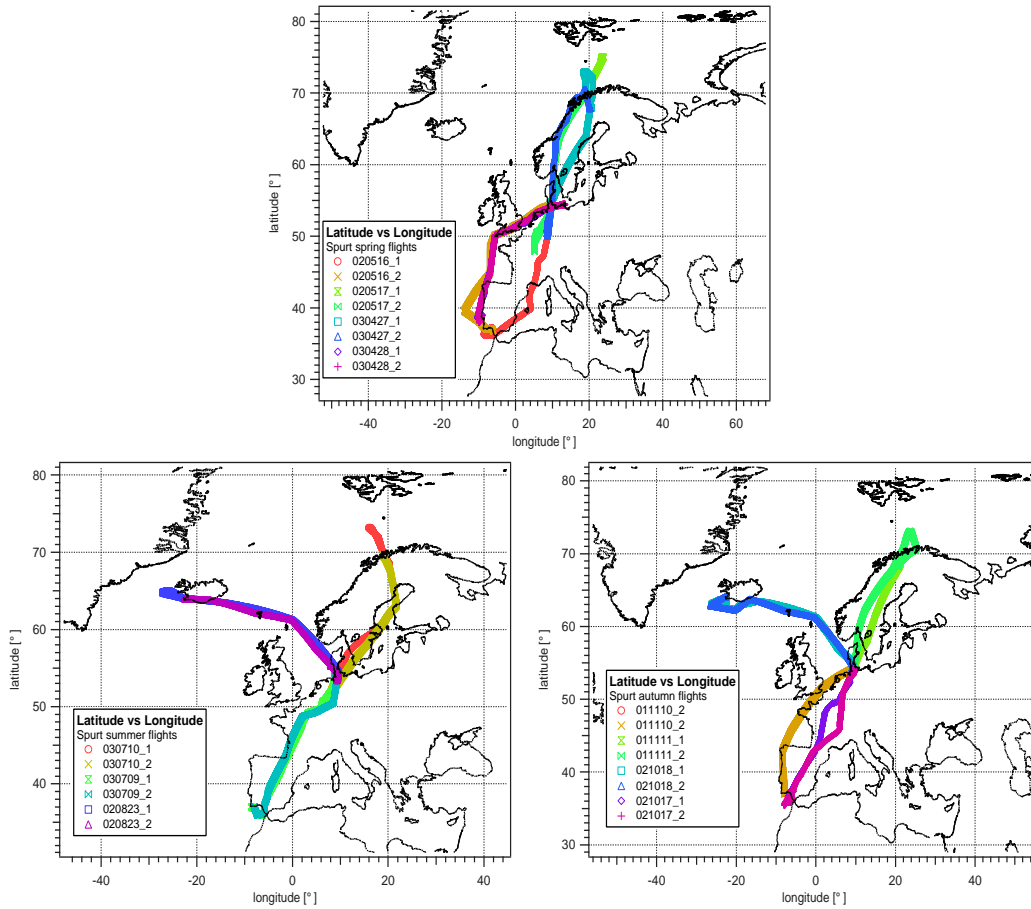 80
70
60
50
40
30
latitude [°]
Latitude vs Longitude
Spurt spring flights
020516_1
020516_2
020517_1
020517_2
030427_1
030427_2
030428_1
030428_2
-40 -20 0 20 40 60
longitude [°]
80
70
60
50
40
latitude [°]
Latitude vs Longitude
Spurt summer flights
030710_1
030710_2
030709_1
030709_2
020823_1
020823_2
-40 -20 0 20 40
longitude [°]
80
70
60
50
40
30
latitude [°]
Latitude vs Longitude
Spurt autumn flights
011110_2
011110_2
011111_1
011111_2
021018_1
021018_2
021017_1
021017_2
-40 -20 0 20 40
longitude [°]